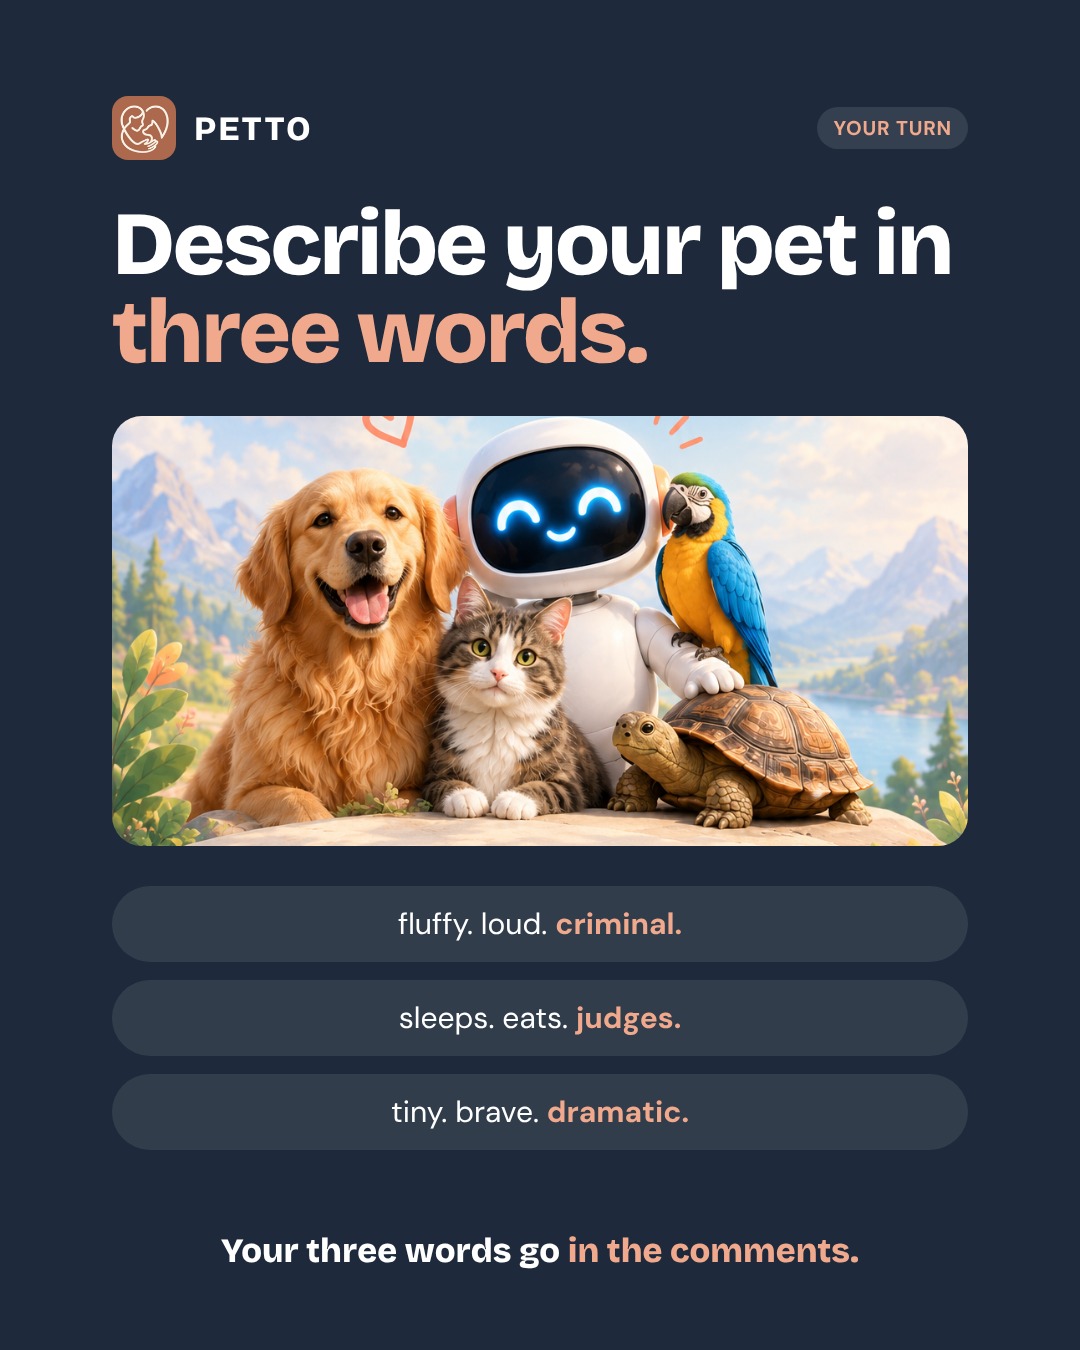 PETTO
YOUR TURN
Describe your pet in
three words.
fluffy. loud. criminal.
sleeps. eats. judges.
tiny. brave. dramatic.
Your three words go in the comments.